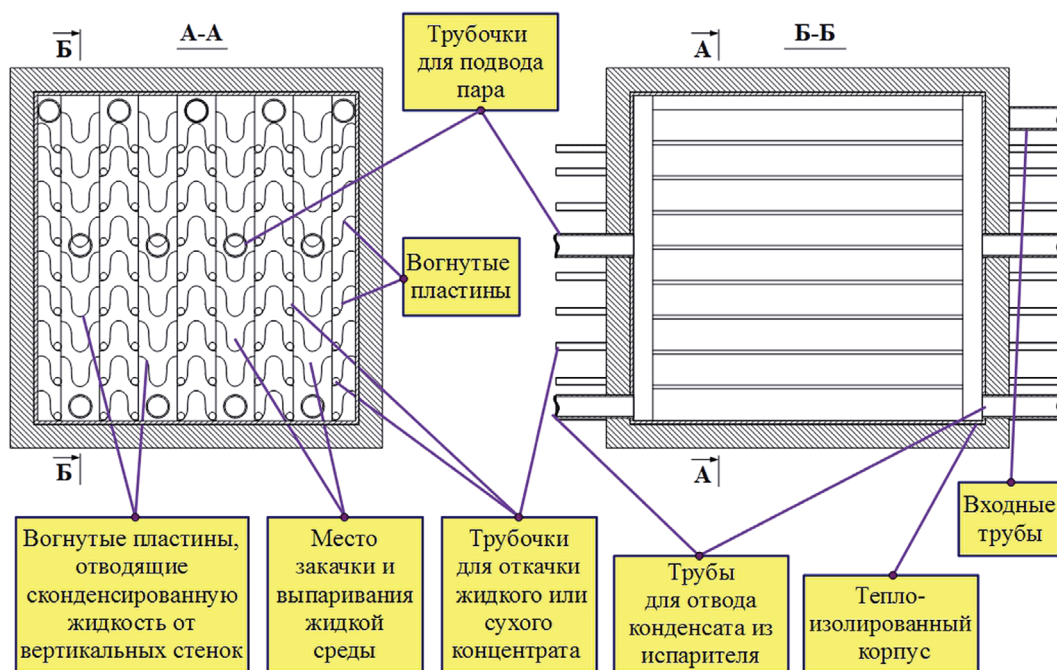 Б
А-А
Трубочки
для подвода
пара
А
Б-Б
Вогнутые
пластины
Б
А
Вогнутые пластины,
отводящие
сконденсированную
жидкость от
вертикальных стенок
Место
закачки и
выпаривания
жидкой
среды
Трубочки
для откачки
жидкого или
сухого
концентрата
Трубы
для отвода
конденсата из
испарителя
Тепло-
изолированный
корпус
Входные
трубы